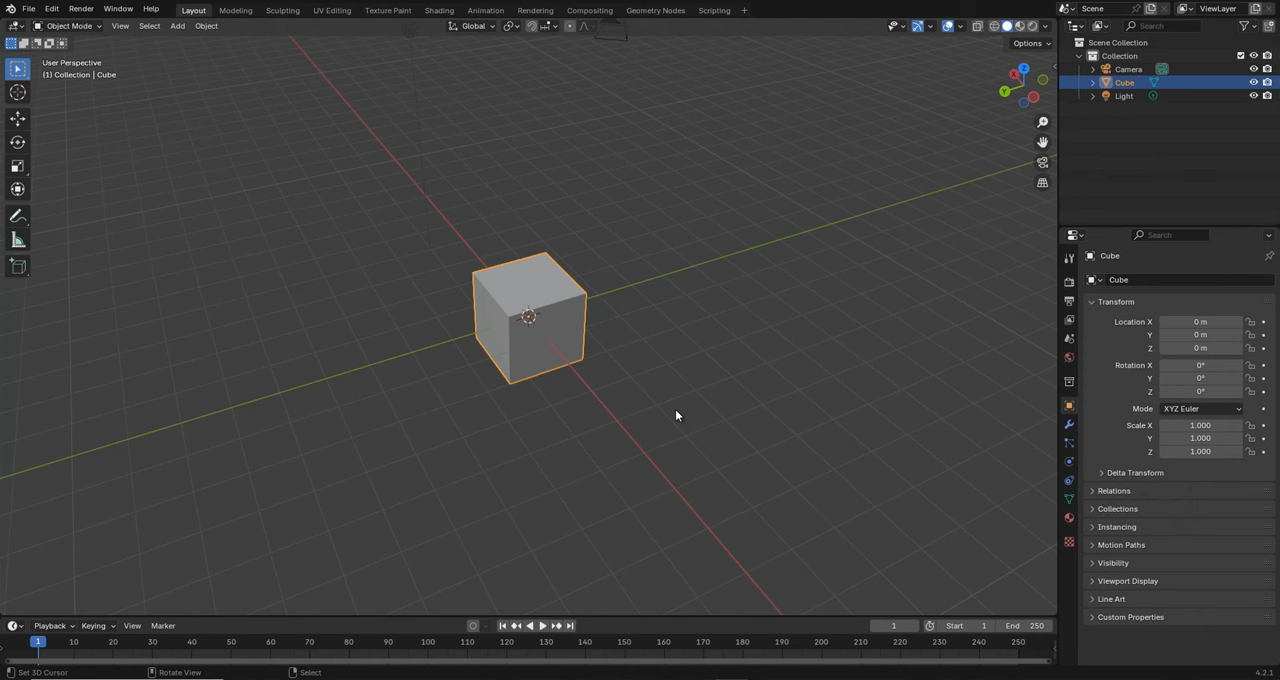 File Edit Render Window Help Layout Modeling Sculpting UV Editing Texture Paint Shading Animation Rendering Compositing Geometry Nodes Scripting Scene ViewLayer
Object Mode View Select Add Object Global Search
Options
User Perspective
(1) Collection | Cube
Z
X
Y
Scene Collection
Collection
Camera
Cube
Light
Search
Cube
Cube
Transform
Location X 0 m
Y 0 m
Z 0 m
Rotation X 0°
Y 0°
Z 0°
Mode XYZ Euler
Scale X 1.000
Y 1.000
Z 1.000
Delta Transform
Relations
Collections
Instancing
Motion Paths
Visibility
Viewport Display
Line Art
Custom Properties
Playback Keying View Marker 1 Start 1 End 250
1 10 20 30 40 50 60 70 80 90 100 110 120 130 140 150 160 170 180 190 200 210 220 230 240 250
Set 3D Cursor Rotate View Select 4.2.1